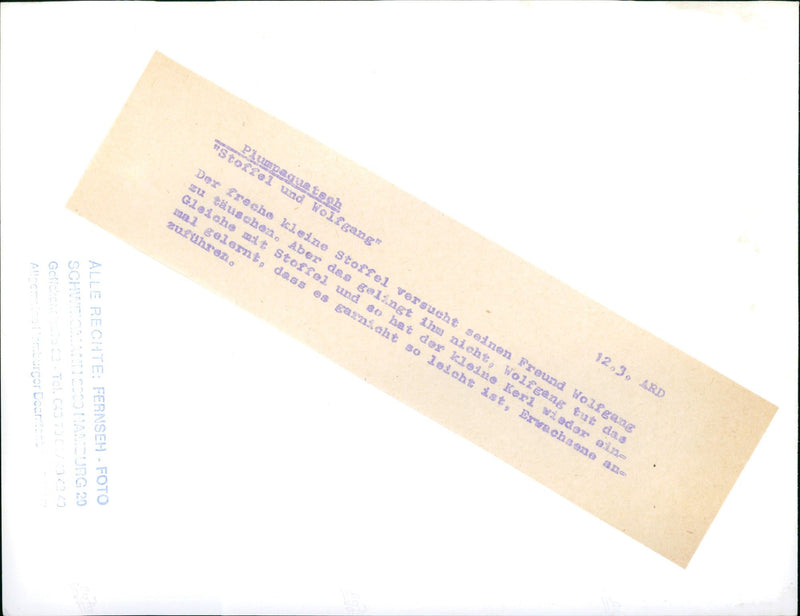 12.3. ARD
Plumpaquatsch
"Stoffel und Wolfgang"
Der freche kleine Stoffel versucht seinen Freund Wolfgang
zu täuschen. Aber das gelingt ihm nicht, Wolfgang tut das
Gleiche mit Stoffel und so hat der kleine Kerl wieder ein-
mal gelernt, dass es garnicht so leicht ist, Erwachsene an-
zuführen.
ALLE RECHTE: FERNSEH - FOTO
HAMBURG 20